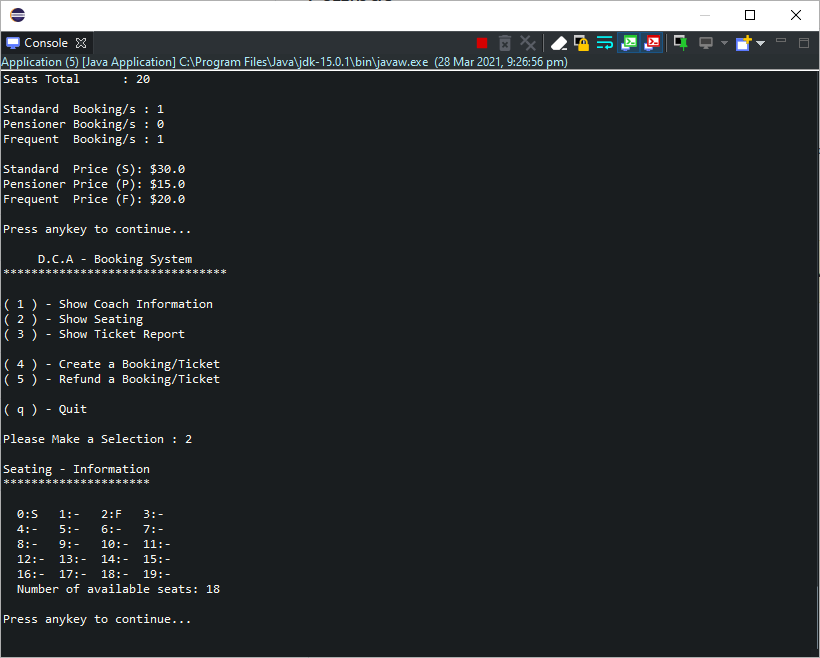 Console
Application (5) [Java Application] C:\Program Files\Java\jdk-15.0.1\bin\javaw.exe (28 Mar 2021, 9:26:56 pm)
Seats Total      : 20
Standard  Booking/s : 1
Pensioner Booking/s : 0
Frequent  Booking/s : 1
Standard  Price (S): $30.0
Pensioner Price (P): $15.0
Frequent  Price (F): $20.0
Press anykey to continue...
D.C.A - Booking System
********************************
( 1 ) - Show Coach Information
( 2 ) - Show Seating
( 3 ) - Show Ticket Report
( 4 ) - Create a Booking/Ticket
( 5 ) - Refund a Booking/Ticket
( q ) - Quit
Please Make a Selection : 2
Seating - Information
*********************
0:S   1:-   2:F   3:-
4:-   5:-   6:-   7:-
8:-   9:-   10:-  11:-
12:-  13:-  14:-  15:-
16:-  17:-  18:-  19:-
Number of available seats: 18
Press anykey to continue...